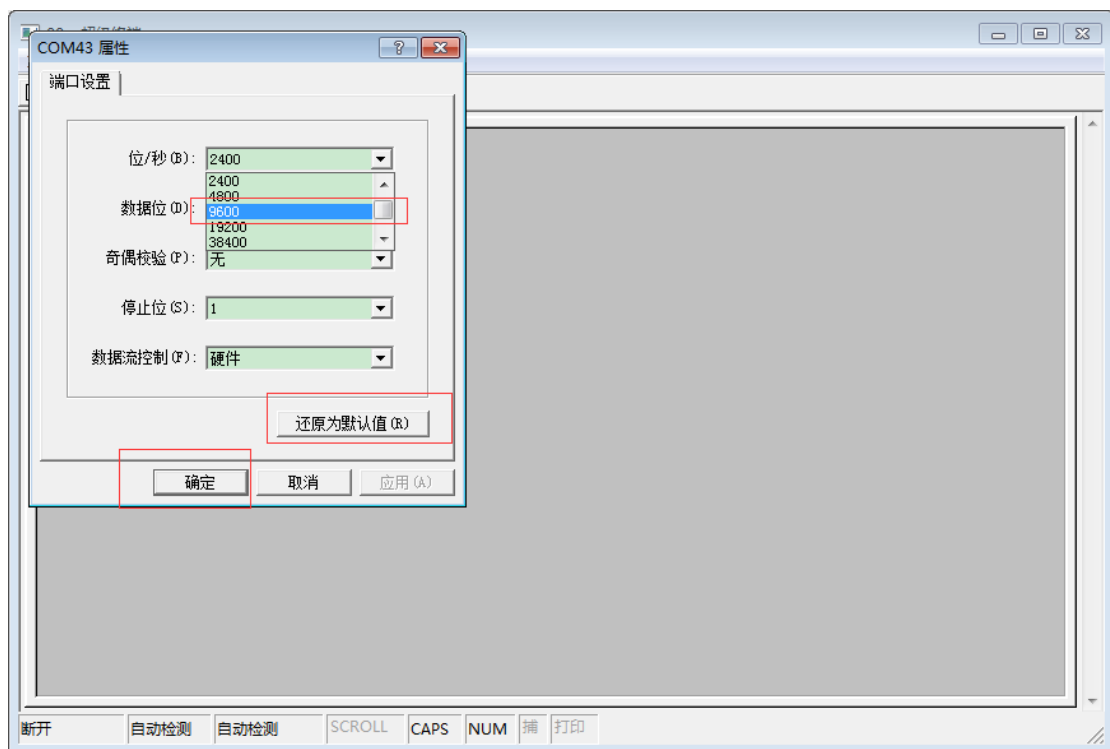 COM43 属性
端口设置
位/秒(B): 2400
2400
4800
数据位(D): 9600
19200
38400
奇偶校验(P): 无
停止位(S): 1
数据流控制(F): 硬件
还原为默认值(R)
确定 取消 应用(A)
断开 自动检测 自动检测 SCROLL CAPS NUM 捕 打印